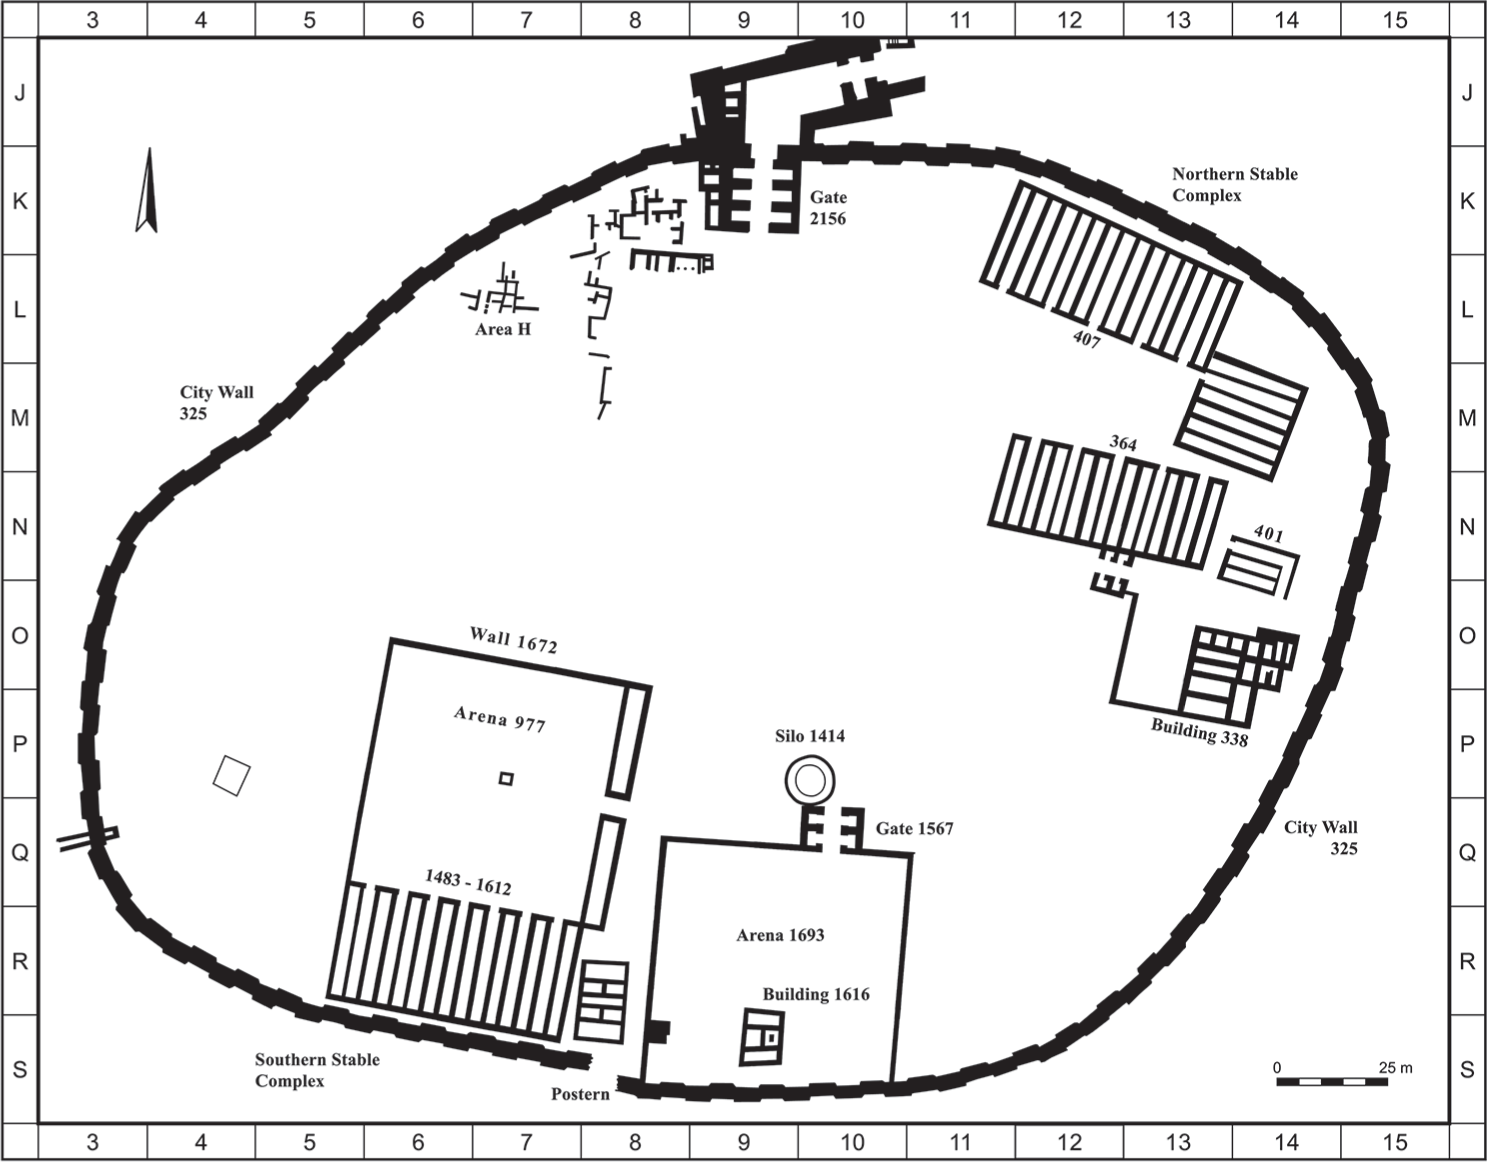 3 4 5 6 7 8 9 10 11 12 13 14 15
J J
Northern Stable
Complex
K K
Gate
2156
L L
Area H
407
City Wall
325
M M
364
N N
401
O O
Wall 1672
Arena 977
P P
Silo 1414
Building 338
Gate 1567
City Wall
325
Q Q
1483 - 1612
Arena 1693
R R
Building 1616
Southern Stable
Complex
S S
Postern
0 25 m
3 4 5 6 7 8 9 10 11 12 13 14 15